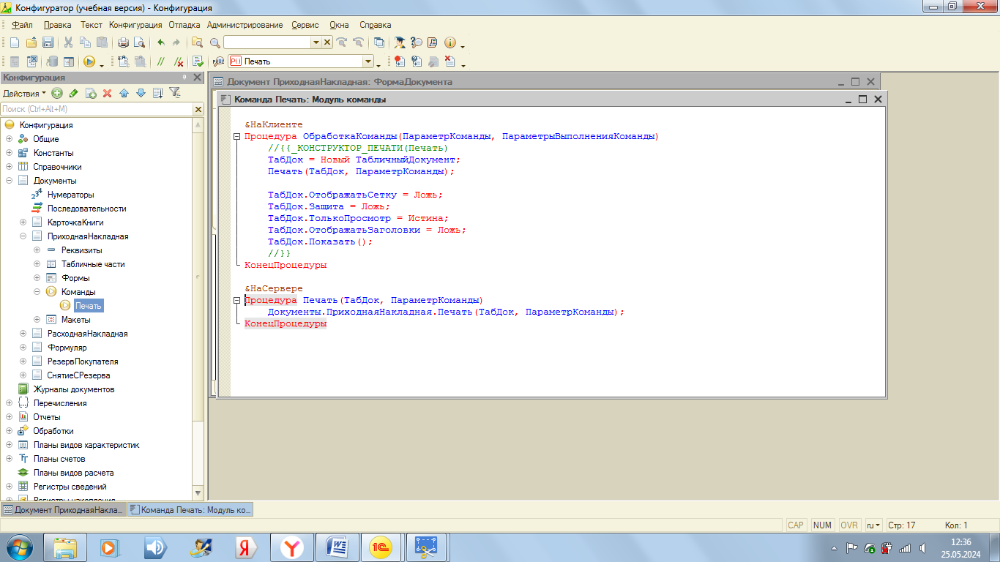 Конфигуратор (учебная версия) - Конфигурация
Файл Правка Текст Конфигурация Отладка Администрирование Сервис Окна Справка
Печать
Конфигурация
Действия
Поиск (Ctrl+Alt+M)
Конфигурация
Общие
Константы
Справочники
Документы
Нумераторы
Последовательности
КарточкаКниги
ПриходнаяНакладная
Реквизиты
Табличные части
Формы
Команды
Печать
Макеты
РасходнаяНакладная
Формуляр
РезервПокупателя
СнятиеСРезерва
Журналы документов
Перечисления
Отчеты
Обработки
Планы видов характеристик
Планы счетов
Планы видов расчета
Регистры сведений
Регистры накопления
Документ ПриходнаяНакладная: ФормаДокумента
Команда Печать: Модуль команды
&НаКлиенте
Процедура ОбработкаКоманды(ПараметрКоманды, ПараметрыВыполненияКоманды)
//{{_КОНСТРУКТОР_ПЕЧАТИ(Печать)
ТабДок = Новый ТабличныйДокумент;
Печать(ТабДок, ПараметрКоманды);
ТабДок.ОтображатьСетку = Ложь;
ТабДок.Защита = Ложь;
ТабДок.ТолькоПросмотр = Истина;
ТабДок.ОтображатьЗаголовки = Ложь;
ТабДок.Показать();
//}}
КонецПроцедуры
&НаСервере
Процедура Печать(ТабДок, ПараметрКоманды)
Документы.ПриходнаяНакладная.Печать(ТабДок, ПараметрКоманды);
КонецПроцедуры
Документ ПриходнаяНакла... Команда Печать: Модуль ко...
CAP NUM OVR ru Стр: 17 Кол: 1
12:36
25.05.2024